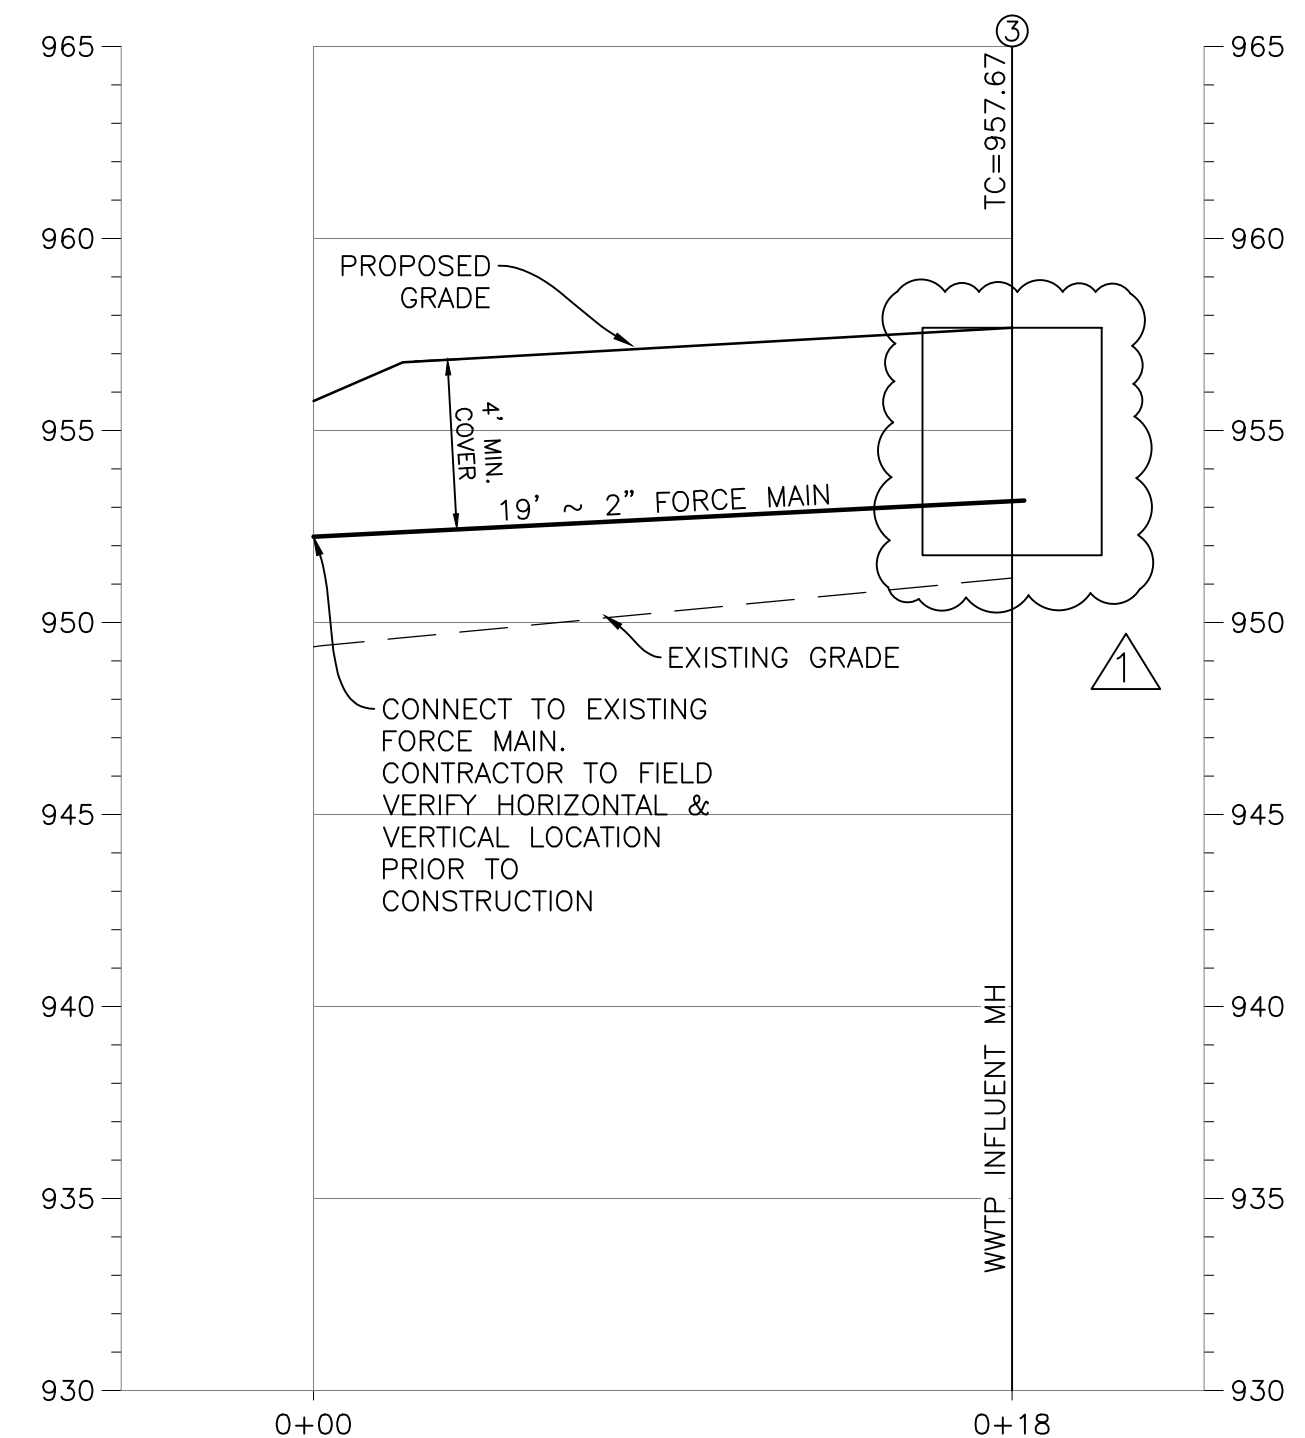 3
TC=957.67
965
965
960
960
PROPOSED
GRADE
955
955
4' MIN.
COVER
19' ~ 2" FORCE MAIN
950
950
EXISTING GRADE
1
CONNECT TO EXISTING
FORCE MAIN.
CONTRACTOR TO FIELD
VERIFY HORIZONTAL &
VERTICAL LOCATION
PRIOR TO
CONSTRUCTION
945
945
940
940
WWTP INFLUENT MH
935
935
930
930
0+00
0+18